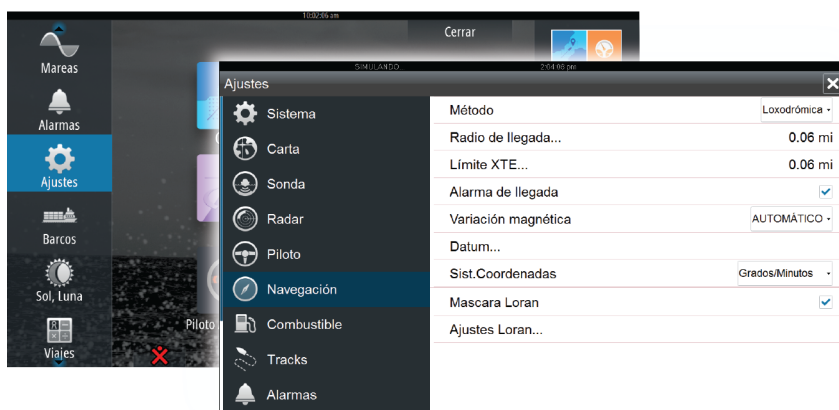 10:02:06 am
Cerrar
Mareas
Alarmas
Ajustes
Barcos
Sol, Luna
Viajes
Piloto
SIMULANDO
2:04:08 pm
Ajustes
Sistema
Carta
Sonda
Radar
Piloto
Navegación
Combustible
Tracks
Alarmas
Método Loxodrómica
Radio de llegada... 0.06 mi
Límite XTE... 0.06 mi
Alarma de llegada
Variación magnética AUTOMÁTICO
Datum...
Sist.Coordenadas Grados/Minutos
Mascara Loran
Ajustes Loran...